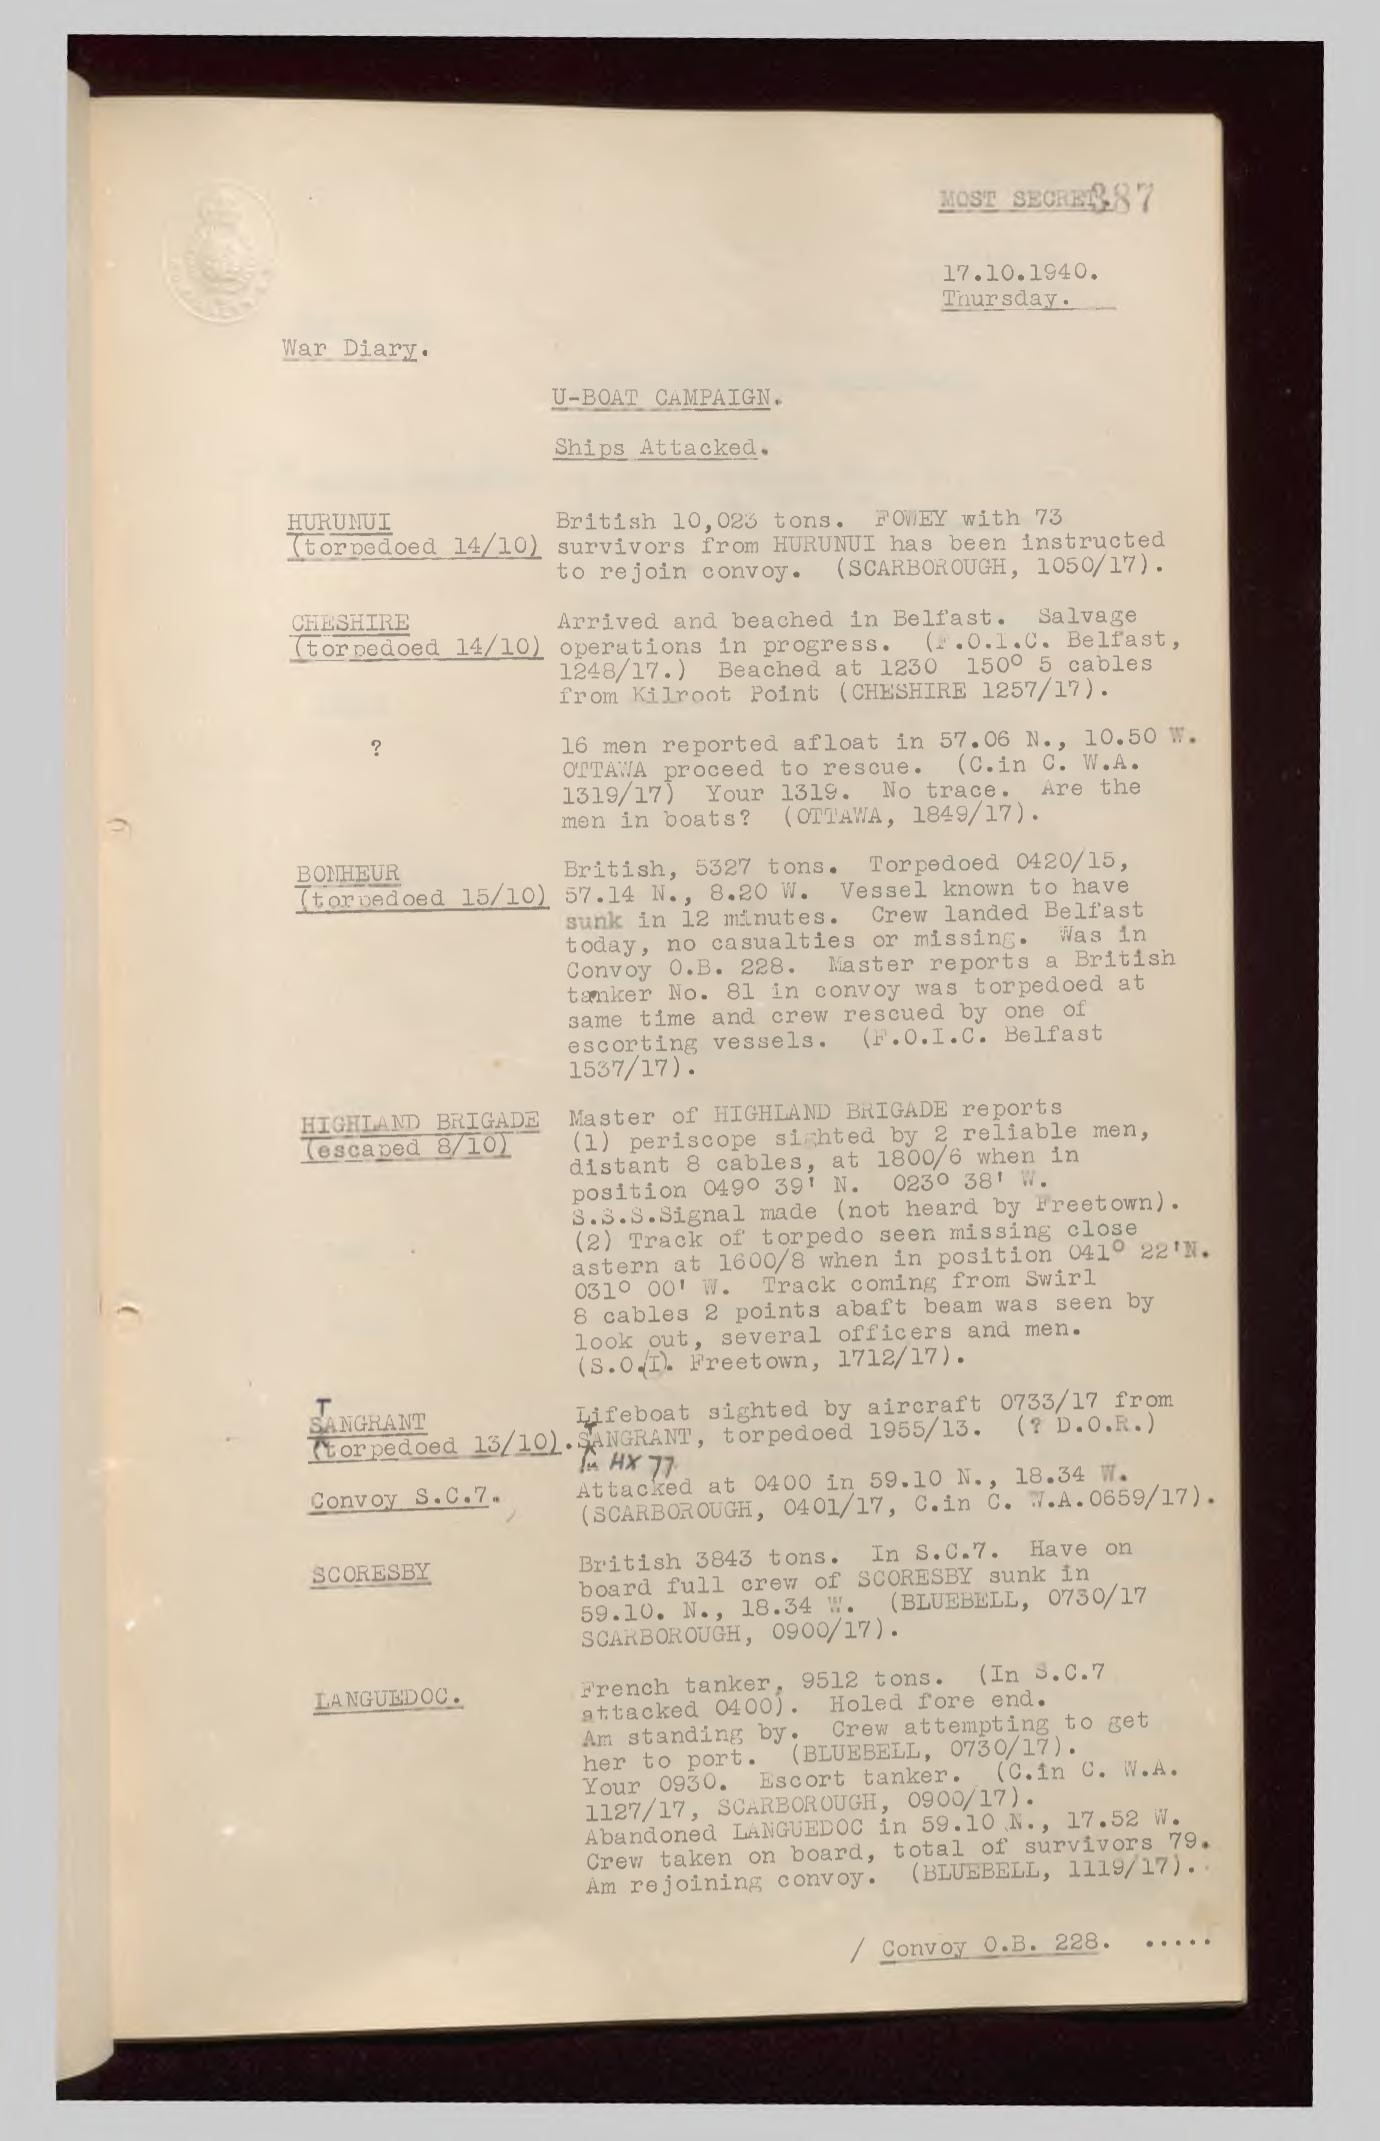 MOST SECRET. 387
17.10.1940.
Thursday.
War Diary.
U-BOAT CAMPAIGN.
Ships Attacked.
HURUNUI
(torpedoed 14/10)
British 10,023 tons. FOWEY with 73
survivors from HURUNUI has been instructed
to rejoin convoy. (SCARBOROUGH, 1050/17).
CHESHIRE
(torpedoed 14/10)
Arrived and beached in Belfast. Salvage
operations in progress. (F.O.I.C. Belfast,
1248/17.) Beached at 1230 150° 5 cables
from Kilroot Point (CHESHIRE 1257/17).
?
16 men reported afloat in 57.06 N., 10.50 W.
OTTAWA proceed to rescue. (C.in C. W.A.
1319/17) Your 1319. No trace. Are the
men in boats? (OTTAWA, 1849/17).
BONHEUR
(torpedoed 15/10)
British, 5327 tons. Torpedoed 0420/15,
57.14 N., 8.20 W. Vessel known to have
sunk in 12 minutes. Crew landed Belfast
today, no casualties or missing. Was in
Convoy O.B. 228. Master reports a British
tanker No. 81 in convoy was torpedoed at
same time and crew rescued by one of
escorting vessels. (F.O.I.C. Belfast
1537/17).
HIGHLAND BRIGADE
(escaped 8/10)
Master of HIGHLAND BRIGADE reports
(1) periscope sighted by 2 reliable men,
distant 8 cables, at 1800/6 when in
position 049° 39' N. 023° 38' W.
S.S.S.Signal made (not heard by Freetown).
(2) Track of torpedo seen missing close
astern at 1600/8 when in position 041° 22'N.
031° 00' W. Track coming from Swirl
8 cables 2 points abaft beam was seen by
look out, several officers and men.
(S.O.(I). Freetown, 1712/17).
T
SANGRANT
(torpedoed 13/10).
Lifeboat sighted by aircraft 0733/17 from
T
SANGRANT, torpedoed 1955/13. (? D.O.R.)
In HX 77
Convoy S.C.7.
Attacked at 0400 in 59.10 N., 18.34 W.
(SCARBOROUGH, 0401/17, C.in C. W.A.0659/17).
SCORESBY
British 3843 tons. In S.C.7. Have on
board full crew of SCORESBY sunk in
59.10. N., 18.34 W. (BLUEBELL, 0730/17
SCARBOROUGH, 0900/17).
LANGUEDOC.
French tanker, 9512 tons. (In S.C.7
attacked 0400). Holed fore end.
Am standing by. Crew attempting to get
her to port. (BLUEBELL, 0730/17).
Your 0930. Escort tanker. (C.in C. W.A.
1127/17, SCARBOROUGH, 0900/17).
Abandoned LANGUEDOC in 59.10 N., 17.52 W.
Crew taken on board, total of survivors 79.
Am rejoining convoy. (BLUEBELL, 1119/17).
/ Convoy O.B. 228. .....